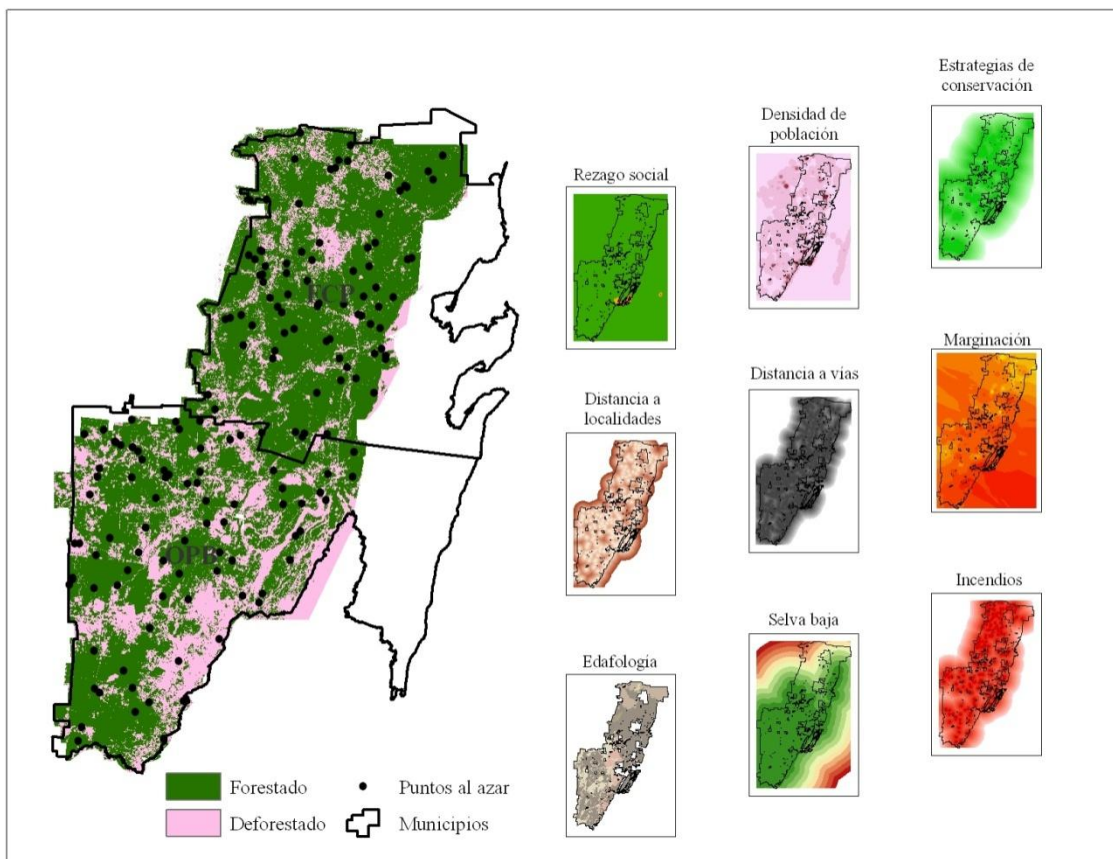 Estrategias de
conservación
Densidad de
población
Rezago social
FCP
Marginación
Distancia a vías
Distancia a
localidades
OPB
Incendios
Selva baja
Edafología
Forestado
Puntos al azar
Deforestado
Municipios